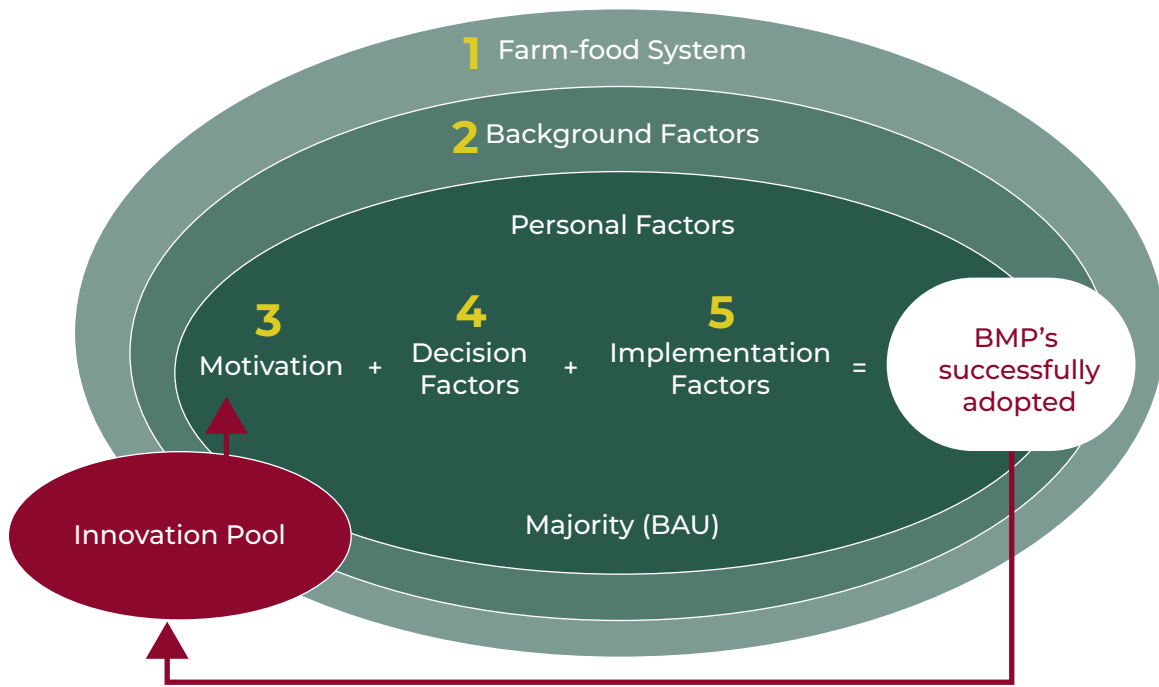 1 Farm-food System
2 Background Factors
Personal Factors
3
Motivation
+
4
Decision
Factors
+
5
Implementation
Factors
=
BMP's
successfully
adopted
Innovation Pool
Majority (BAU)